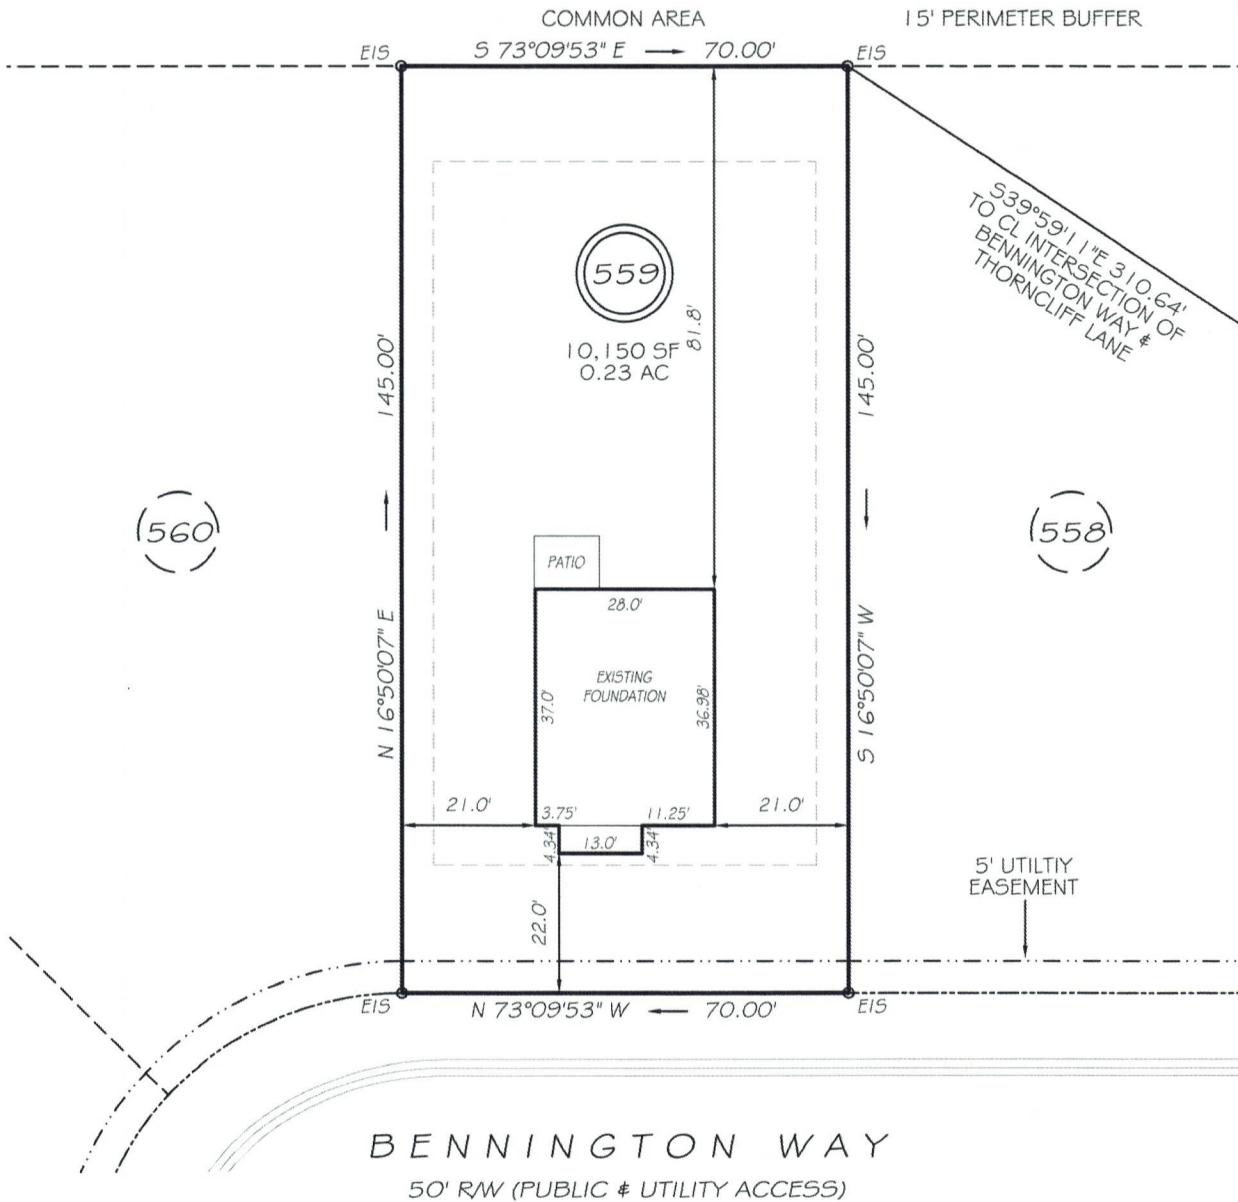 COMMON AREA
15' PERIMETER BUFFER
EIS
S 73°09'53" E
70.00'
EIS
S39°59'11"E 310.64'
TO CL INTERSECTION OF
BENNINGTON WAY &
THORNCLIFF LANE
559
10,150 SF
0.23 AC
81.8'
145.00'
145.00'
560
558
PATIO
28.0'
EXISTING
FOUNDATION
37.0'
36.98'
N 16°50'07" E
S 16°50'07" W
21.0'
3.75'
11.25'
21.0'
4.34'
13.0'
4.34'
22.0'
5' UTILTIY
EASEMENT
EIS
N 73°09'53" W
70.00'
EIS
BENNINGTON WAY
50' R/W (PUBLIC & UTILITY ACCESS)